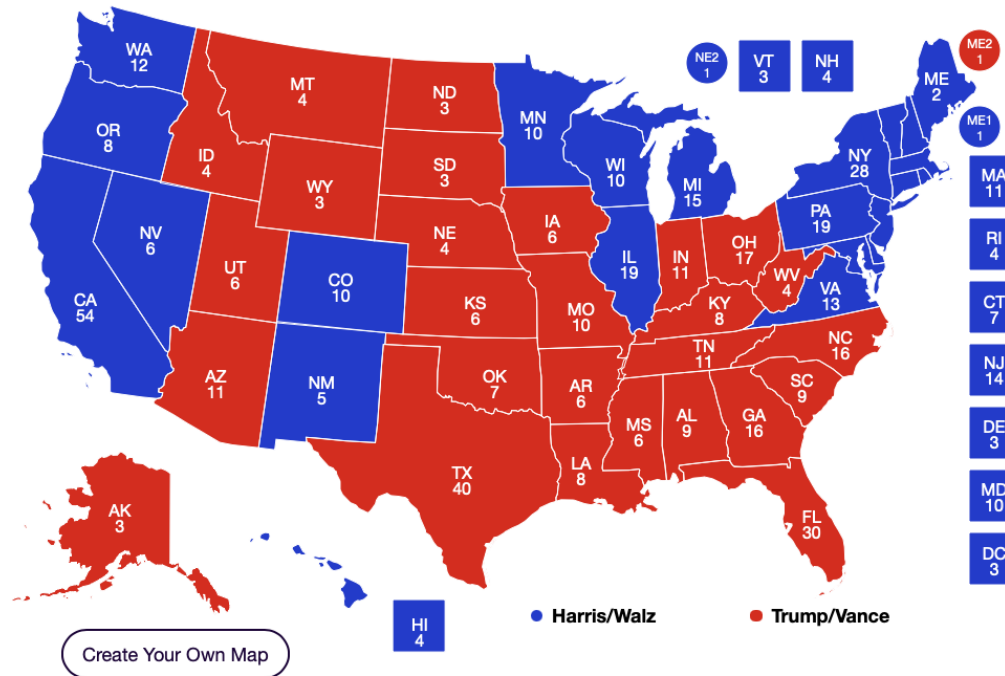 WA
12
OR
8
CA
54
NV
6
ID
4
MT
4
WY
3
UT
6
AZ
11
CO
10
NM
5
ND
3
SD
3
NE
4
KS
6
OK
7
TX
40
MN
10
IA
6
MO
10
AR
6
LA
8
WI
10
IL
19
MI
15
IN
11
OH
17
KY
8
TN
11
MS
6
AL
9
GA
16
FL
30
SC
9
NC
16
WV
4
VA
13
PA
19
NY
28
ME
2
NE2
1
VT
3
NH
4
ME2
1
ME1
1
MA
11
RI
4
CT
7
NJ
14
DE
3
MD
10
DC
3
AK
3
HI
4
Harris/Walz
Trump/Vance
Create Your Own Map